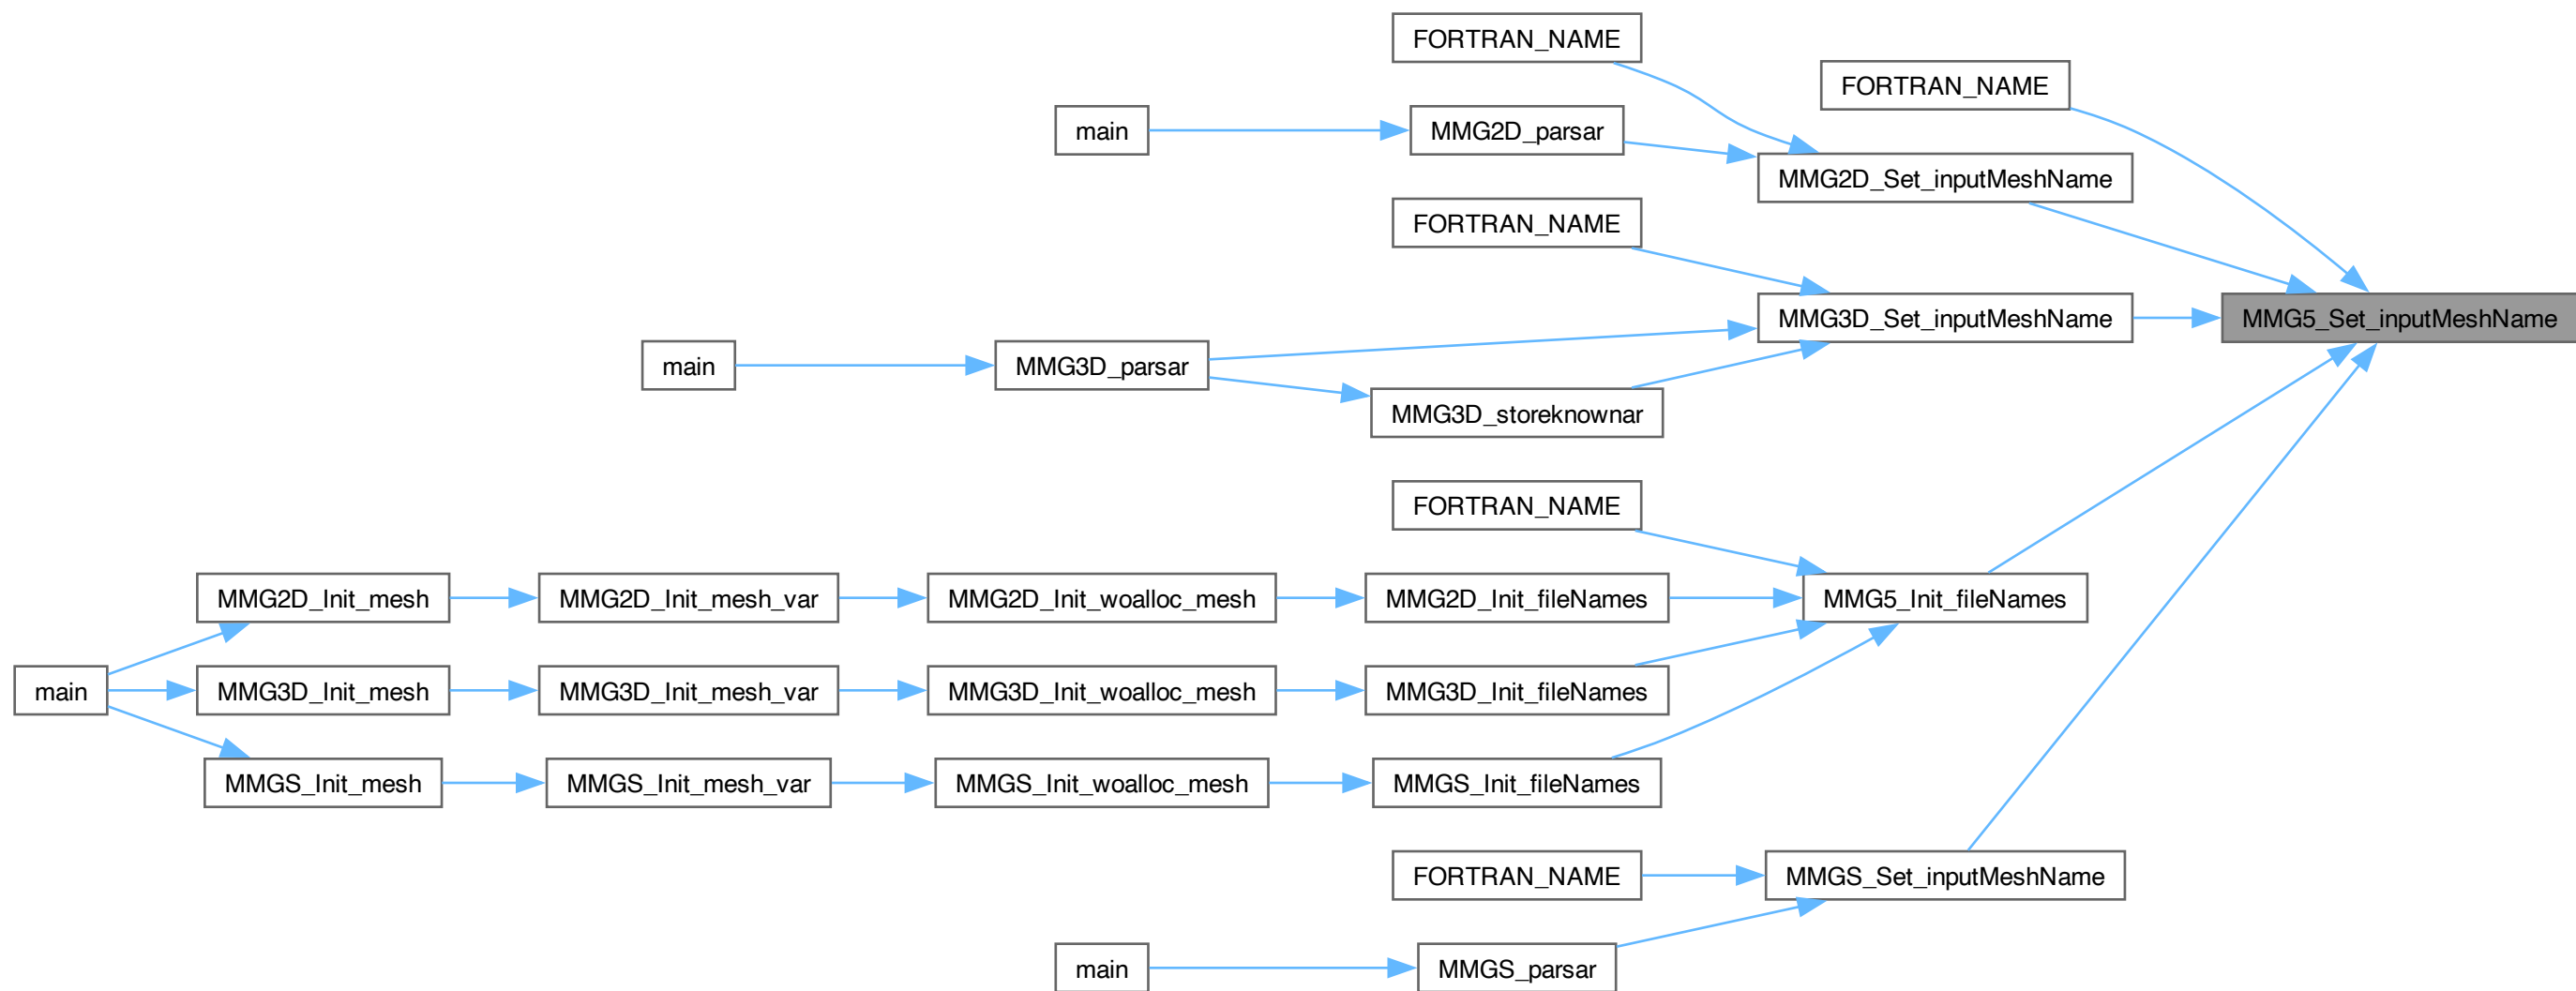 FORTRAN_NAME
FORTRAN_NAME
main
MMG2D_parsar
MMG2D_Set_inputMeshName
FORTRAN_NAME
MMG3D_Set_inputMeshName
MMG5_Set_inputMeshName
main
MMG3D_parsar
MMG3D_storeknownar
FORTRAN_NAME
MMG2D_Init_mesh
MMG2D_Init_mesh_var
MMG2D_Init_woalloc_mesh
MMG2D_Init_fileNames
MMG5_Init_fileNames
main
MMG3D_Init_mesh
MMG3D_Init_mesh_var
MMG3D_Init_woalloc_mesh
MMG3D_Init_fileNames
MMGS_Init_mesh
MMGS_Init_mesh_var
MMGS_Init_woalloc_mesh
MMGS_Init_fileNames
FORTRAN_NAME
MMGS_Set_inputMeshName
main
MMGS_parsar